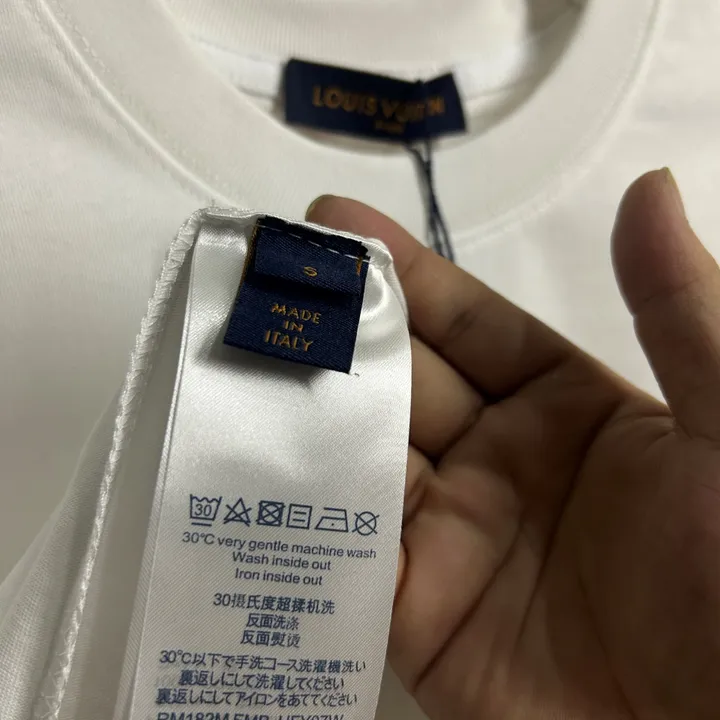 LOUIS VUITTON
S
MADE
IN
ITALY
30
30°C very gentle machine wash
Wash inside out
Iron inside out
30摄氏度超揉机洗
反面洗涤
反面熨烫
30°C以下で手洗コース洗濯機洗い
裏返しにして洗濯してください
裏返しにしてアイロンをあててください